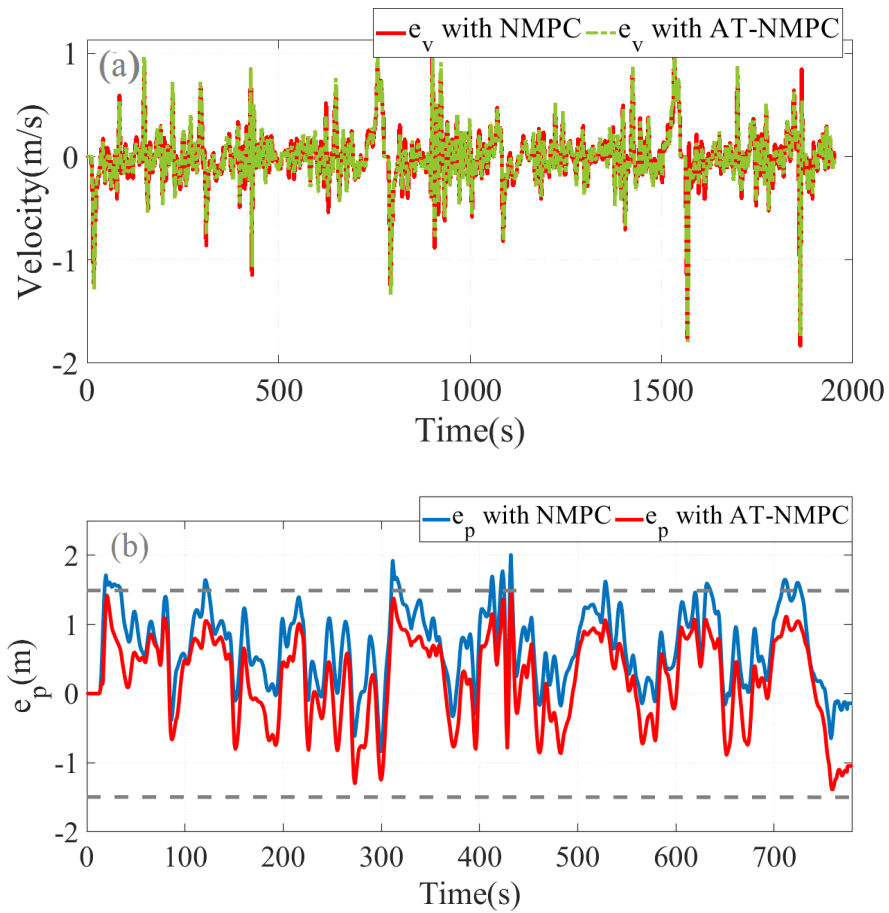 e_v with NMPC e_v with AT-NMPC
(a)
1
0
-1
-2
Velocity(m/s)
0 500 1000 1500 2000
Time(s)
e_p with NMPC e_p with AT-NMPC
(b)
2
1
0
-1
-2
e_p(m)
0 100 200 300 400 500 600 700
Time(s)